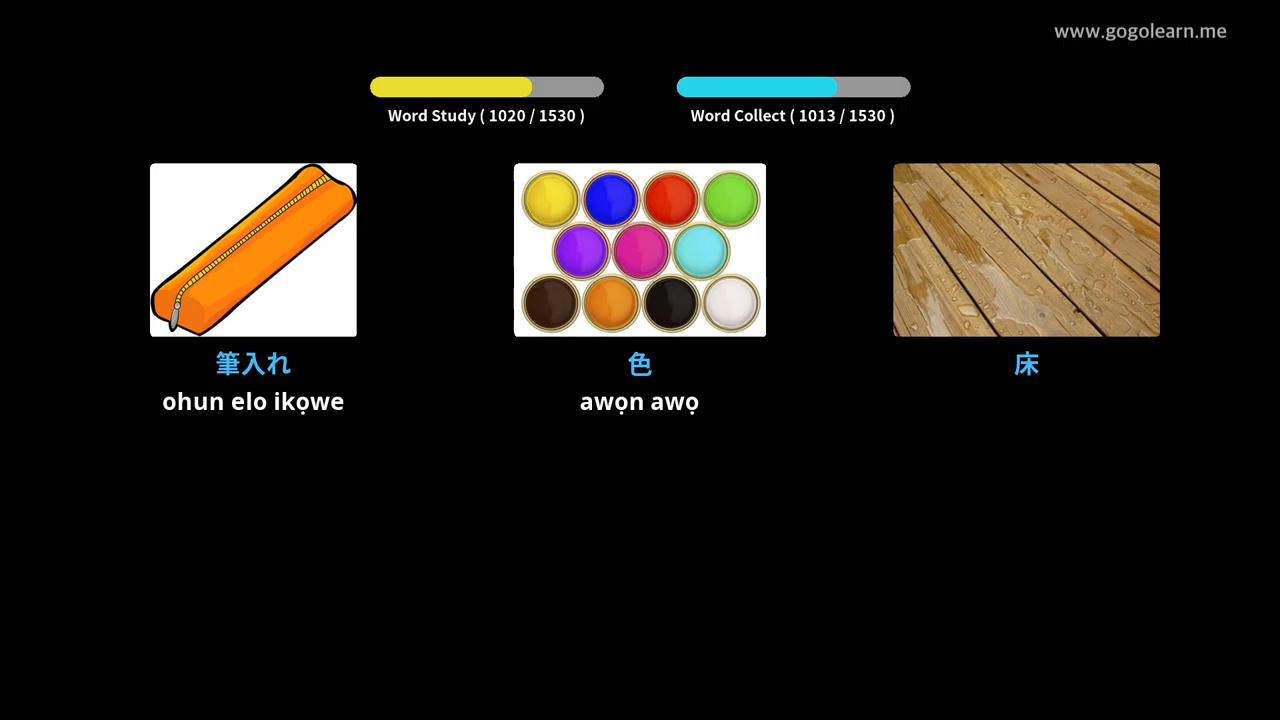 www.gogolearn.me
Word Study ( 1020 / 1530 )
Word Collect ( 1013 / 1530 )
筆入れ
ohun elo ikọwe
色
awọn awọ
床